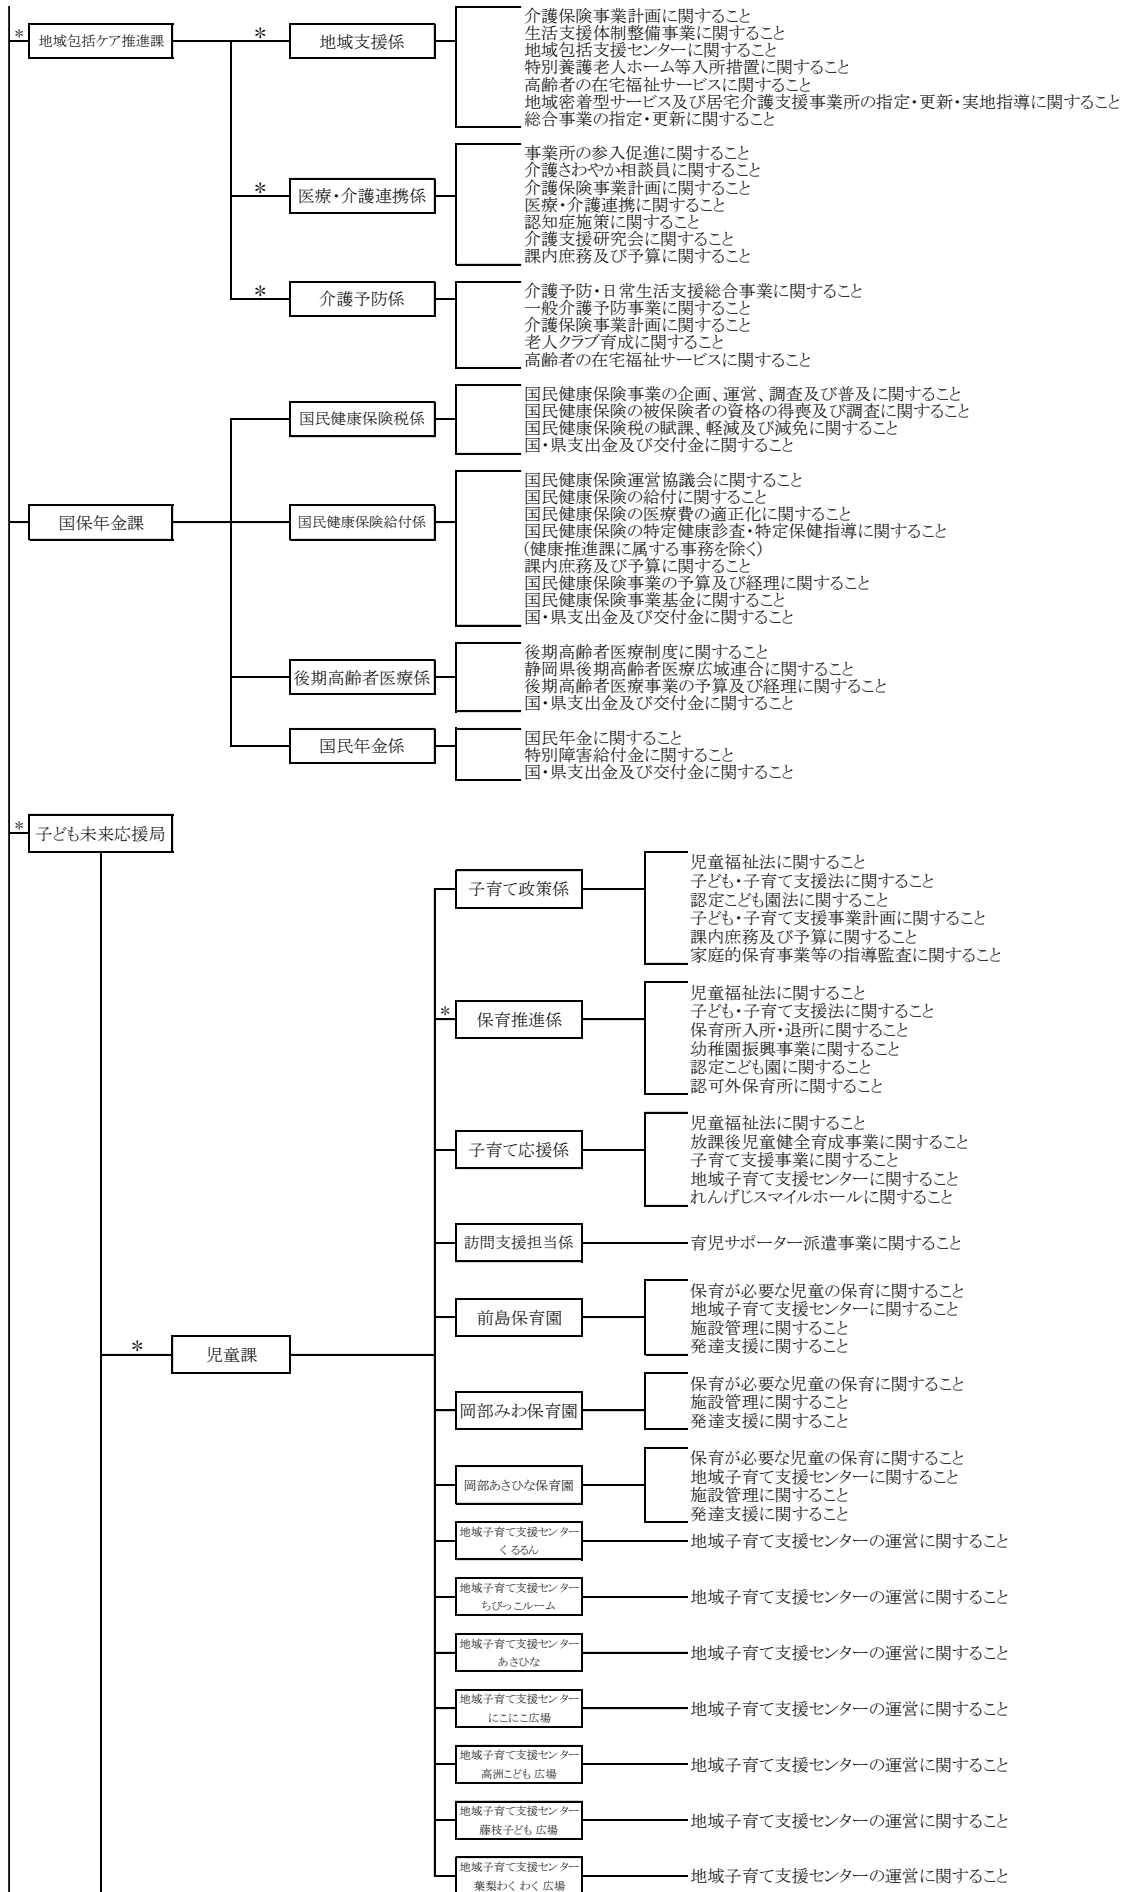 * 地域包括ケア推進課
* 地域支援係
介護保険事業計画に関すること
生活支援体制整備事業に関すること
地域包括支援センターに関すること
特別養護老人ホーム等入所措置に関すること
高齢者の在宅福祉サービスに関すること
地域密着型サービス及び居宅介護支援事業所の指定・更新・実地指導に関すること
総合事業の指定・更新に関すること
* 医療・介護連携係
事業所の参入促進に関すること
介護さわやか相談員に関すること
介護保険事業計画に関すること
医療・介護連携に関すること
認知症施策に関すること
介護支援研究会に関すること
課内庶務及び予算に関すること
* 介護予防係
介護予防・日常生活支援総合事業に関すること
一般介護予防事業に関すること
介護保険事業計画に関すること
老人クラブ育成に関すること
高齢者の在宅福祉サービスに関すること
国保年金課
国民健康保険税係
国民健康保険事業の企画、運営、調査及び普及に関すること
国民健康保険の被保険者の資格の得喪及び調査に関すること
国民健康保険税の賦課、軽減及び減免に関すること
国・県支出金及び交付金に関すること
国民健康保険給付係
国民健康保険運営協議会に関すること
国民健康保険の給付に関すること
国民健康保険の医療費の適正化に関すること
国民健康保険の特定健康診査・特定保健指導に関すること
(健康推進課に属する事務を除く)
課内庶務及び予算に関すること
国民健康保険事業の予算及び経理に関すること
国民健康保険事業基金に関すること
国・県支出金及び交付金に関すること
後期高齢者医療係
後期高齢者医療制度に関すること
静岡県後期高齢者医療広域連合に関すること
後期高齢者医療事業の予算及び経理に関すること
国・県支出金及び交付金に関すること
国民年金係
国民年金に関すること
特別障害給付金に関すること
国・県支出金及び交付金に関すること
* 子ども未来応援局
* 児童課
子育て政策係
児童福祉法に関すること
子ども・子育て支援法に関すること
認定こども園法に関すること
子ども・子育て支援事業計画に関すること
課内庶務及び予算に関すること
家庭的保育事業等の指導監査に関すること
* 保育推進係
児童福祉法に関すること
子ども・子育て支援法に関すること
保育所入所・退所に関すること
幼稚園振興事業に関すること
認定こども園に関すること
認可外保育所に関すること
子育て応援係
児童福祉法に関すること
放課後児童健全育成事業に関すること
子育て支援事業に関すること
地域子育て支援センターに関すること
れんげじスマイルホールに関すること
訪問支援担当係
育児サポーター派遣事業に関すること
前島保育園
保育が必要な児童の保育に関すること
地域子育て支援センターに関すること
施設管理に関すること
発達支援に関すること
岡部みわ保育園
保育が必要な児童の保育に関すること
施設管理に関すること
発達支援に関すること
岡部あさひな保育園
保育が必要な児童の保育に関すること
地域子育て支援センターに関すること
施設管理に関すること
発達支援に関すること
地域子育て支援センター
くるるん
地域子育て支援センターの運営に関すること
地域子育て支援センター
ちびっこルーム
地域子育て支援センターの運営に関すること
地域子育て支援センター
あさひな
地域子育て支援センターの運営に関すること
地域子育て支援センター
にこにこ広場
地域子育て支援センターの運営に関すること
地域子育て支援センター
高洲こども広場
地域子育て支援センターの運営に関すること
地域子育て支援センター
藤枝子ども広場
地域子育て支援センターの運営に関すること
地域子育て支援センター
葉梨わくわく広場
地域子育て支援センターの運営に関すること